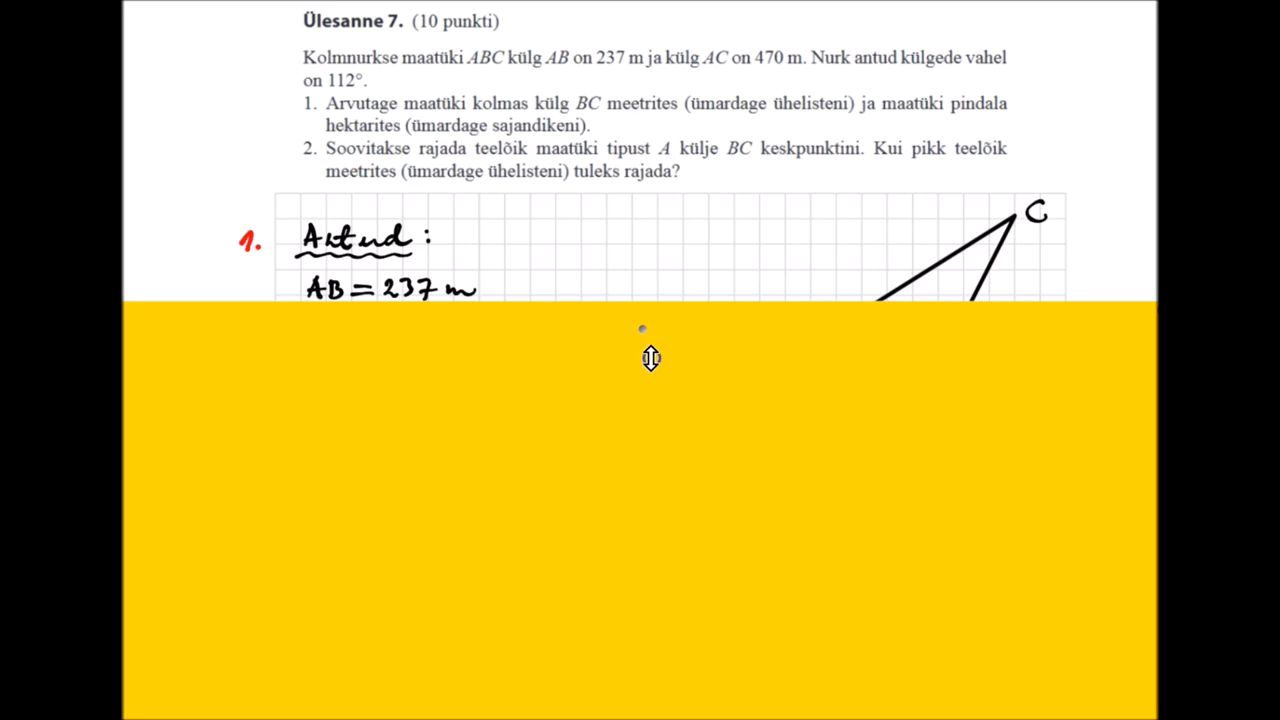 Ülesanne 7. (10 punkti)
Kolmnurkse maatüki ABC külg AB on 237 m ja külg AC on 470 m. Nurk antud külgede vahel
on 112°.
1. Arvutage maatüki kolmas külg BC meetrites (ümardage ühelisteni) ja maatüki pindala
hektarites (ümardage sajandikeni).
2. Soovitakse rajada teelõik maatüki tipust A külje BC keskpunktini. Kui pikk teelõik
meetrites (ümardage ühelisteni) tuleks rajada?
C
1. Antud:
AB = 237 m